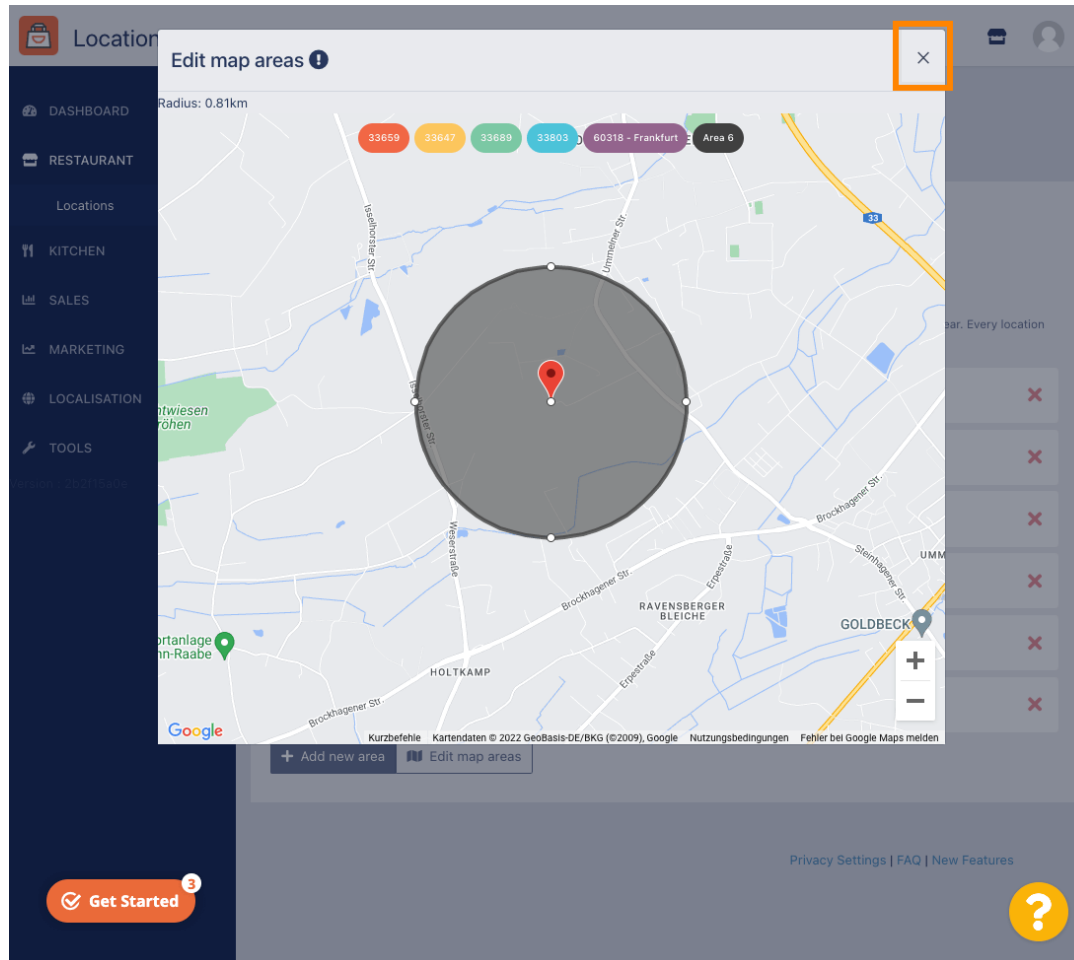 Location
Edit map areas
Radius: 0.81km
33659
33647
33689
33803
60318 - Frankfurt
Area 6
DASHBOARD
RESTAURANT
Locations
KITCHEN
SALES
MARKETING
LOCALISATION
TOOLS
Isselhorster Str.
Ummelner Str.
33
ear. Every location
ntwiesen
röhen
Isselhorster Str.
Weserstraße
Brockhagener Str.
Steinhagener Str.
UMM
Erpestraße
Brockhagener Str.
RAVENSBERGER
BLEICHE
GOLDBECK
ortanlage
nn-Raabe
HOLTKAMP
Erpestraße
Brockhagener Str.
+
−
Google
Kurzbefehle Kartendaten © 2022 GeoBasis-DE/BKG (©2009), Google Nutzungsbedingungen Fehler bei Google Maps melden
+ Add new area
Edit map areas
Privacy Settings | FAQ | New Features
3
Get Started
?